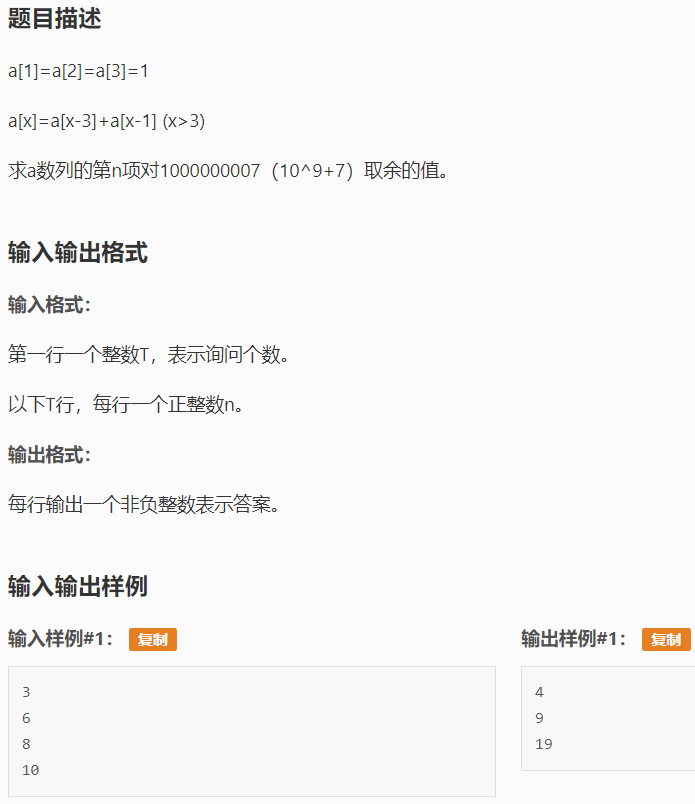 题目描述
a[1]=a[2]=a[3]=1
a[x]=a[x-3]+a[x-1] (x>3)
求a数列的第n项对1000000007（10^9+7）取余的值。
输入输出格式
输入格式：
第一行一个整数T，表示询问个数。
以下T行，每行一个正整数n。
输出格式：
每行输出一个非负整数表示答案。
输入输出样例
输入样例#1： 复制
3
6
8
10
输出样例#1： 复制
4
9
19